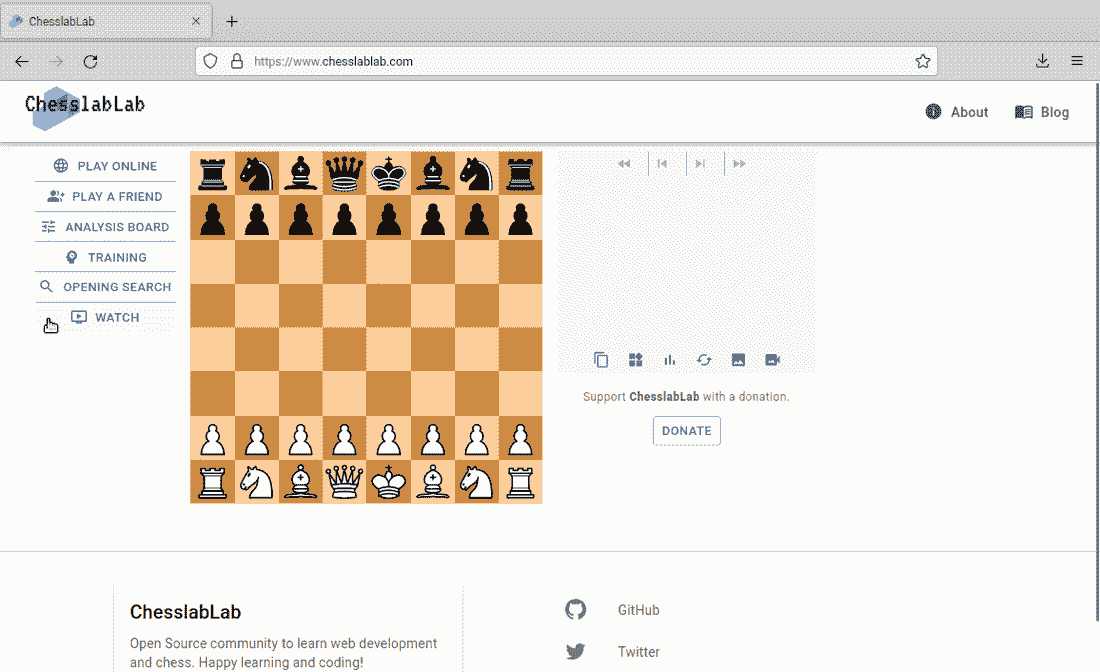 ChesslabLab
https://www.chesslablab.com
ChesslabLab
About
Blog
PLAY ONLINE
PLAY A FRIEND
ANALYSIS BOARD
TRAINING
OPENING SEARCH
WATCH
Support ChesslabLab with a donation.
DONATE
ChesslabLab
Open Source community to learn web development
and chess. Happy learning and coding!
GitHub
Twitter